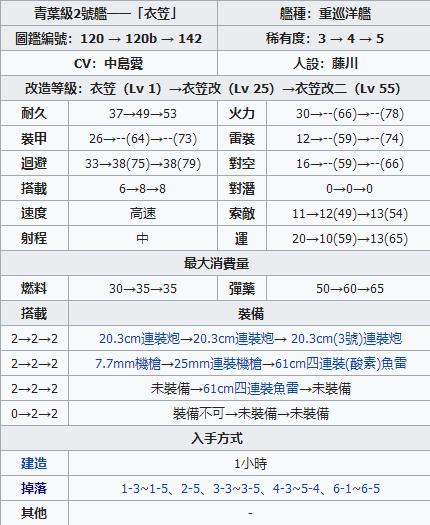 青葉級2號艦——「衣笠」 艦種：重巡洋艦
圖鑑編號：120 → 120b → 142 稀有度：3 → 4 → 5
CV：中島愛 人設：藤川
改造等級：衣笠（Lv 1）→衣笠改（Lv 25）→衣笠改二（Lv 55）
耐久 37→49→53 火力 30→--(66)→--(78)
裝甲 26→--(64)→--(73) 雷裝 12→--(59)→--(74)
迴避 33→38(75)→38(79) 對空 16→--(59)→--(66)
搭載 6→8→8 對潛 0→0→0
速度 高速 索敵 11→12(49)→13(54)
射程 中 運 20→10(59)→13(65)
最大消費量
燃料 30→35→35 彈藥 50→60→65
搭載 裝備
2→2→2 20.3cm連裝炮→20.3cm連裝炮→ 20.3cm(3號)連裝炮
2→2→2 7.7mm機槍→25mm連裝機槍→61cm四連裝(酸素)魚雷
2→2→2 未裝備→61cm四連裝魚雷→未裝備
0→2→2 裝備不可→未裝備→未裝備
入手方式
建造 1小時
掉落 1-3~1-5、2-5、3-3~3-5、4-3~5-4、6-1~6-5
其他 -